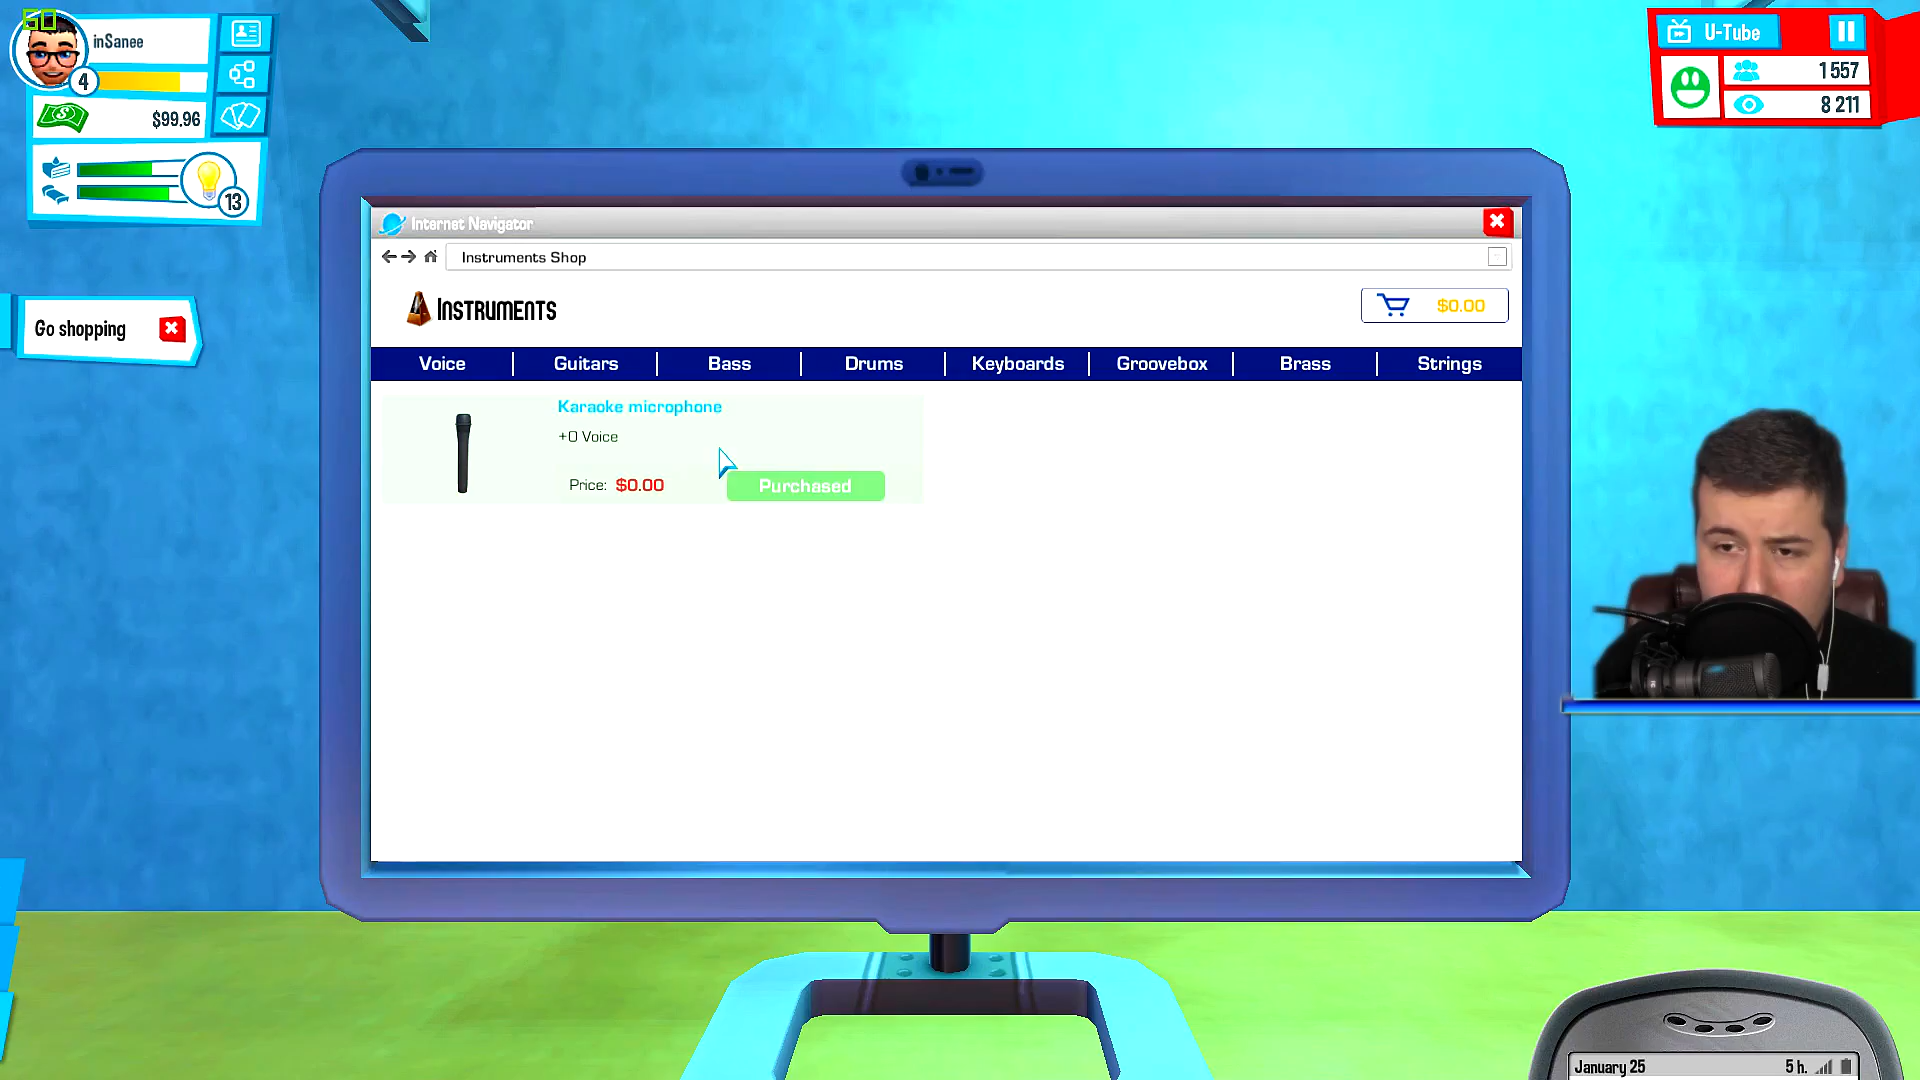 60
inSanee
4
$99.96
13
U-Tube
1 557
8 211
Go shopping
Internet Navigator
Instruments Shop
INSTRUMENTS
$0.00
Voice
Guitars
Bass
Drums
Keyboards
Groovebox
Brass
Strings
Karaoke microphone
+0 Voice
Price: $0.00
Purchased
January 25
5 h.